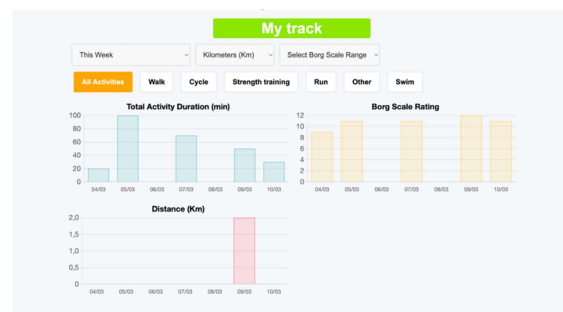 My track
This Week
Kilometers (Km)
Select Borg Scale Range
All Activities
Walk
Cycle
Strength training
Run
Other
Swim
Total Activity Duration (min)
100
80
60
40
20
0
04/03 05/03 06/03 07/03 08/03 09/03 10/03
Borg Scale Rating
12
10
8
6
4
2
0
04/03 05/03 06/03 07/03 08/03 09/03 10/03
Distance (Km)
2,0
1,5
1,0
0,5
0
04/03 05/03 06/03 07/03 08/03 09/03 10/03